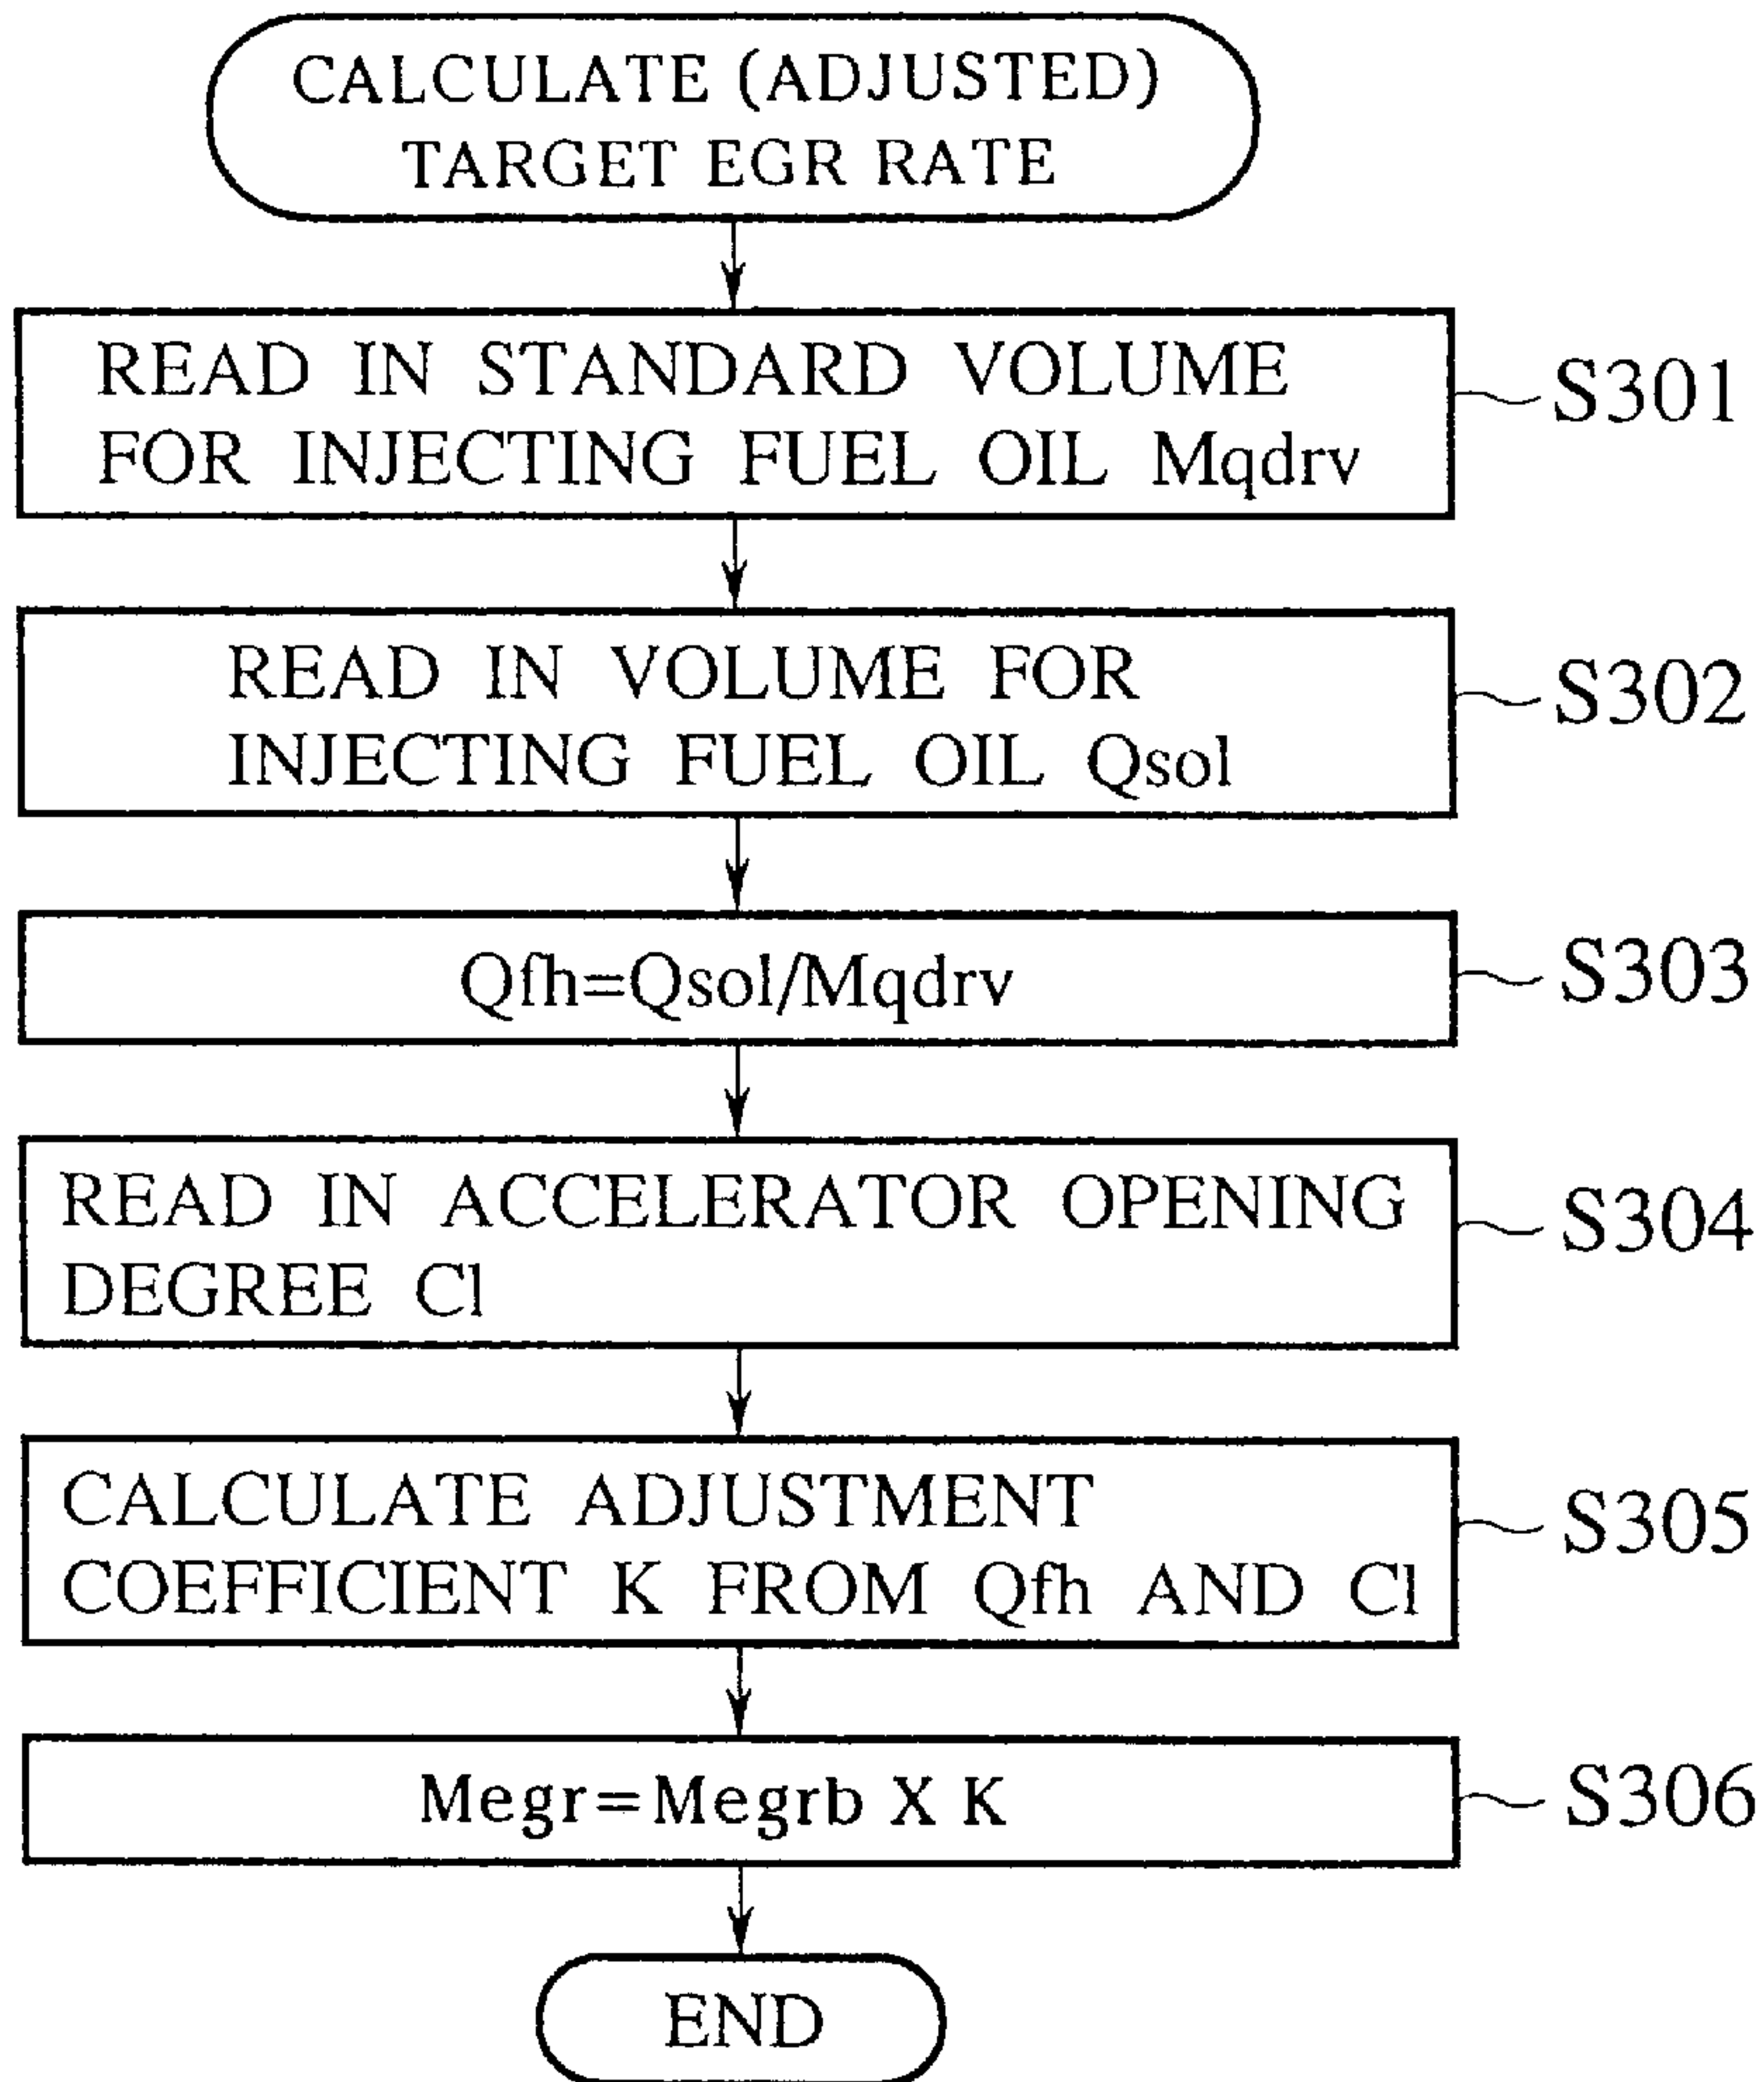 CALCULATE (ADJUSTED)
TARGET EGR RATE
READ IN STANDARD VOLUME
FOR INJECTING FUEL OIL Mqdrv
S301
READ IN VOLUME FOR
INJECTING FUEL OIL Qsol
S302
Qfh=Qsol/Mqdrv
S303
READ IN ACCELERATOR OPENING
DEGREE Cl
S304
CALCULATE ADJUSTMENT
COEFFICIENT K FROM Qfh AND Cl
S305
Megr=Megrb X K
S306
END